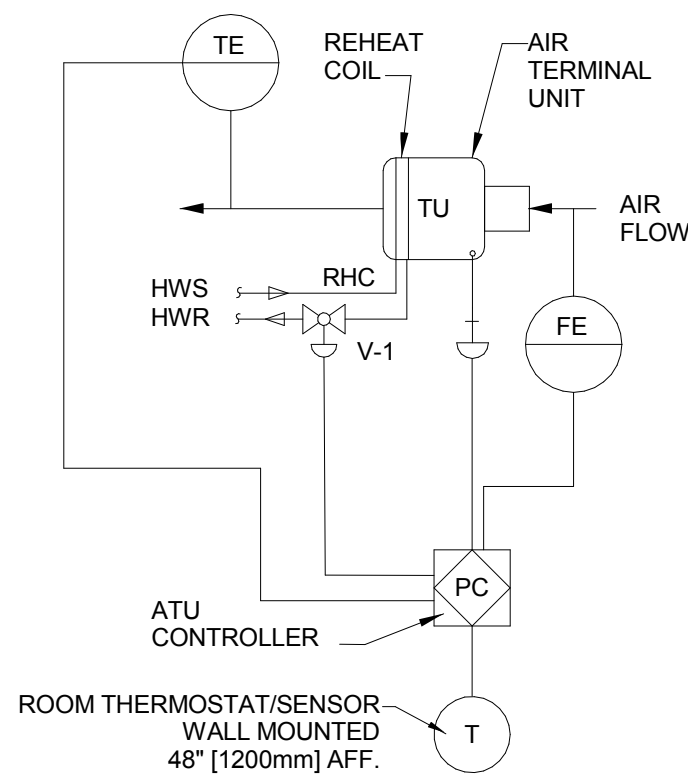 TE
REHEAT
COIL
AIR
TERMINAL
UNIT
TU
AIR
FLOW
HWS
RHC
HWR
V-1
FE
PC
ATU
CONTROLLER
ROOM THERMOSTAT/SENSOR
WALL MOUNTED
48" [1200mm] AFF.
T